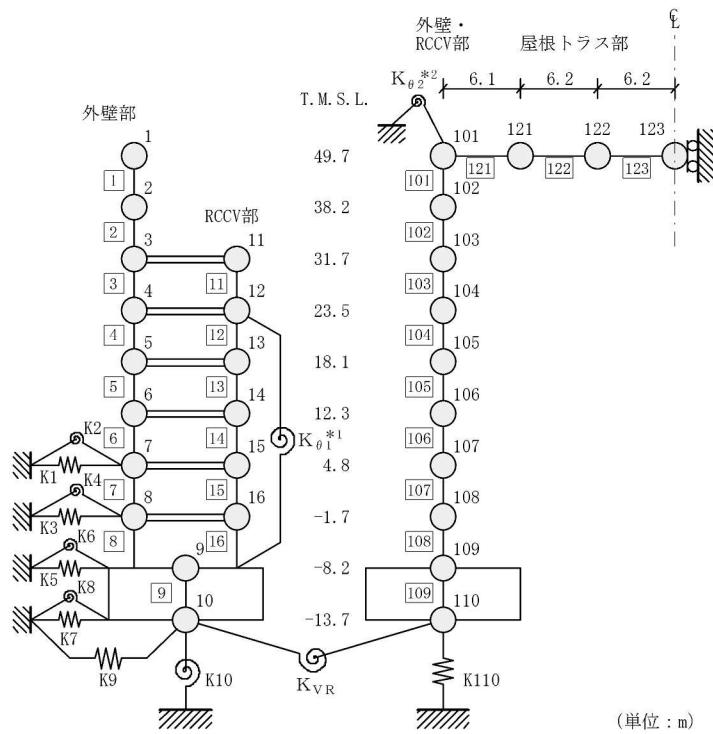 外壁・
RCCV部
屋根トラス部
℄
Kθ2*2
6.1 6.2 6.2
T.M.S.L.
外壁部
1
101 121 122 123
49.7
1
101 121 122 123
2
38.2
102
2
RCCV部
102
3 11
31.7
103
3 11
103
4 12
23.5
104
4 12
104
5 13
18.1
105
5 13
105
6 14
12.3
106
K2
6 14
Kθ1*1
106
7 15
4.8
107
K1
K4
7 15
107
8 16
-1.7
108
K3
K6
8 16
108
9
-8.2
109
K5
K8
9
109
10
-13.7
110
K7
K9
K10
KVR
K110
(単位:m)